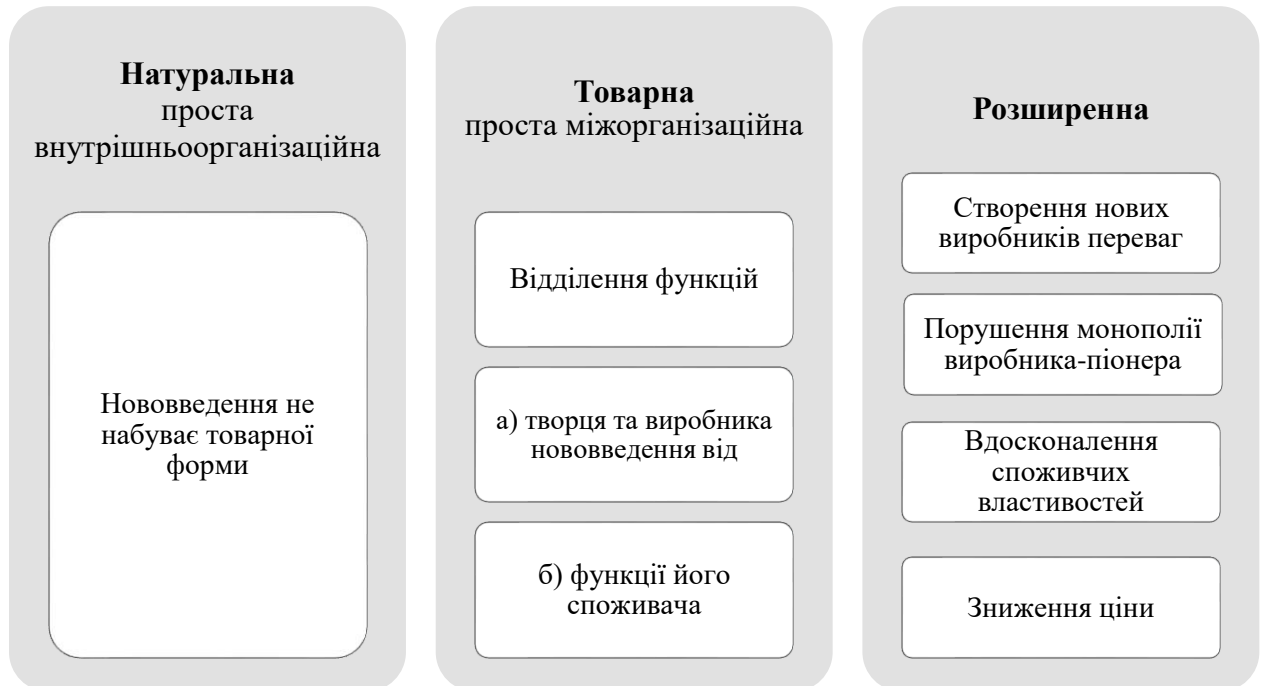 Натуральна
проста
внутрішньоорганізаційна
Нововведення не
набуває товарної
форми
Товарна
проста міжорганізаційна
Відділення функцій
а) творця та виробника
нововведення від
б) функції його
споживача
Розширенна
Створення нових
виробників переваг
Порушення монополії
виробника-піонера
Вдосконалення
споживчих
властивостей
Зниження ціни